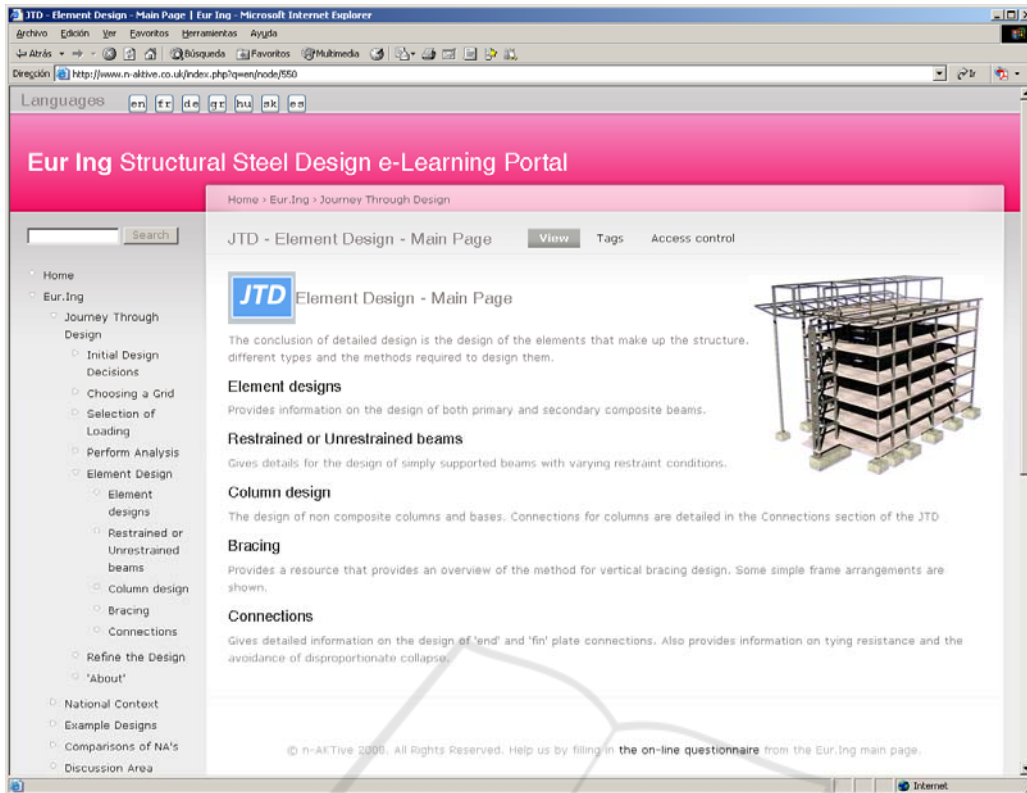 JTD - Element Design - Main Page | Eur Ing - Microsoft Internet Explorer
Archivo Edición Ver Favoritos Herramientas Ayuda
Atrás Búsqueda Favoritos Multimedia
Dirección http://www.n-aktive.co.uk/index.php?q=en/node/550 Ir
Languages en fr de gr hu sk es
Eur Ing Structural Steel Design e-Learning Portal
Home › Eur.Ing › Journey Through Design
Search
JTD - Element Design - Main Page View Tags Access control
Home
Eur.Ing
Journey Through
Design
Initial Design
Decisions
Choosing a Grid
Selection of
Loading
Perform Analysis
Element Design
Element
designs
Restrained or
Unrestrained
beams
Column design
Bracing
Connections
Refine the Design
'About'
National Context
Example Designs
Comparisons of NA's
Discussion Area
JTD Element Design - Main Page
The conclusion of detailed design is the design of the elements that make up the structure,
different types and the methods required to design them.
Element designs
Provides information on the design of both primary and secondary composite beams.
Restrained or Unrestrained beams
Gives details for the design of simply supported beams with varying restraint conditions.
Column design
The design of non composite columns and bases. Connections for columns are detailed in the Connections section of the JTD
Bracing
Provides a resource that provides an overview of the method for vertical bracing design. Some simple frame arrangements are
shown.
Connections
Gives detailed information on the design of 'end' and 'fin' plate connections. Also provides information on tying resistance and the
avoidance of disproportionate collapse.
© n-AKTive 2008. All Rights Reserved. Help us by filling in the on-line questionnaire from the Eur.Ing main page.
Internet